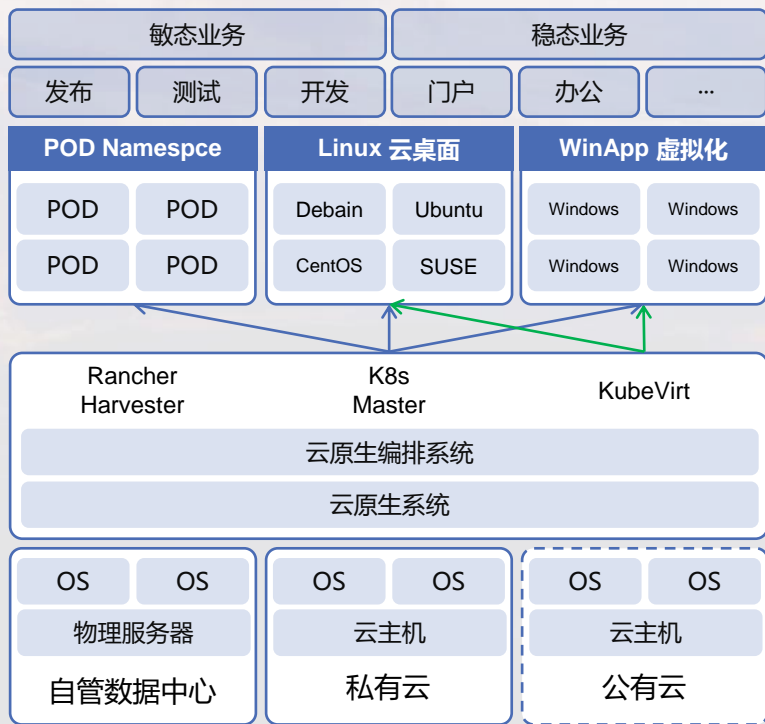 敏态业务 稳态业务
发布 测试 开发 门户 办公 ...
POD Namespce Linux 云桌面 WinApp 虚拟化
POD POD Debain Ubuntu Windows Windows
POD POD CentOS SUSE Windows Windows
Rancher K8s KubeVirt
Harvester Master
云原生编排系统
云原生系统
OS OS OS OS OS OS
物理服务器 云主机 云主机
自管数据中心 私有云 公有云